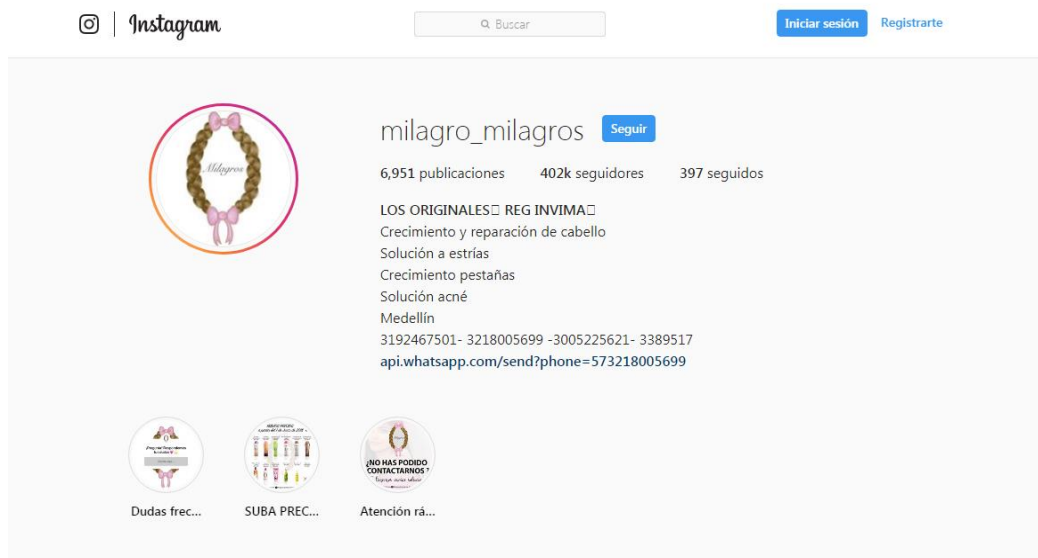 Instagram
Buscar
Iniciar sesión
Registrarte
Milagros
milagro_milagros
Seguir
6,951 publicaciones 402k seguidores 397 seguidos
LOS ORIGINALES REG INVIMA
Crecimiento y reparación de cabello
Solución a estrías
Crecimiento pestañas
Solución acné
Medellín
3192467501- 3218005699 -3005225621- 3389517
api.whatsapp.com/send?phone=573218005699
Milagros
¿NO HAS PODIDO
CONTACTARNOS?
Dudas frec...
SUBA PREC...
Atención rá...